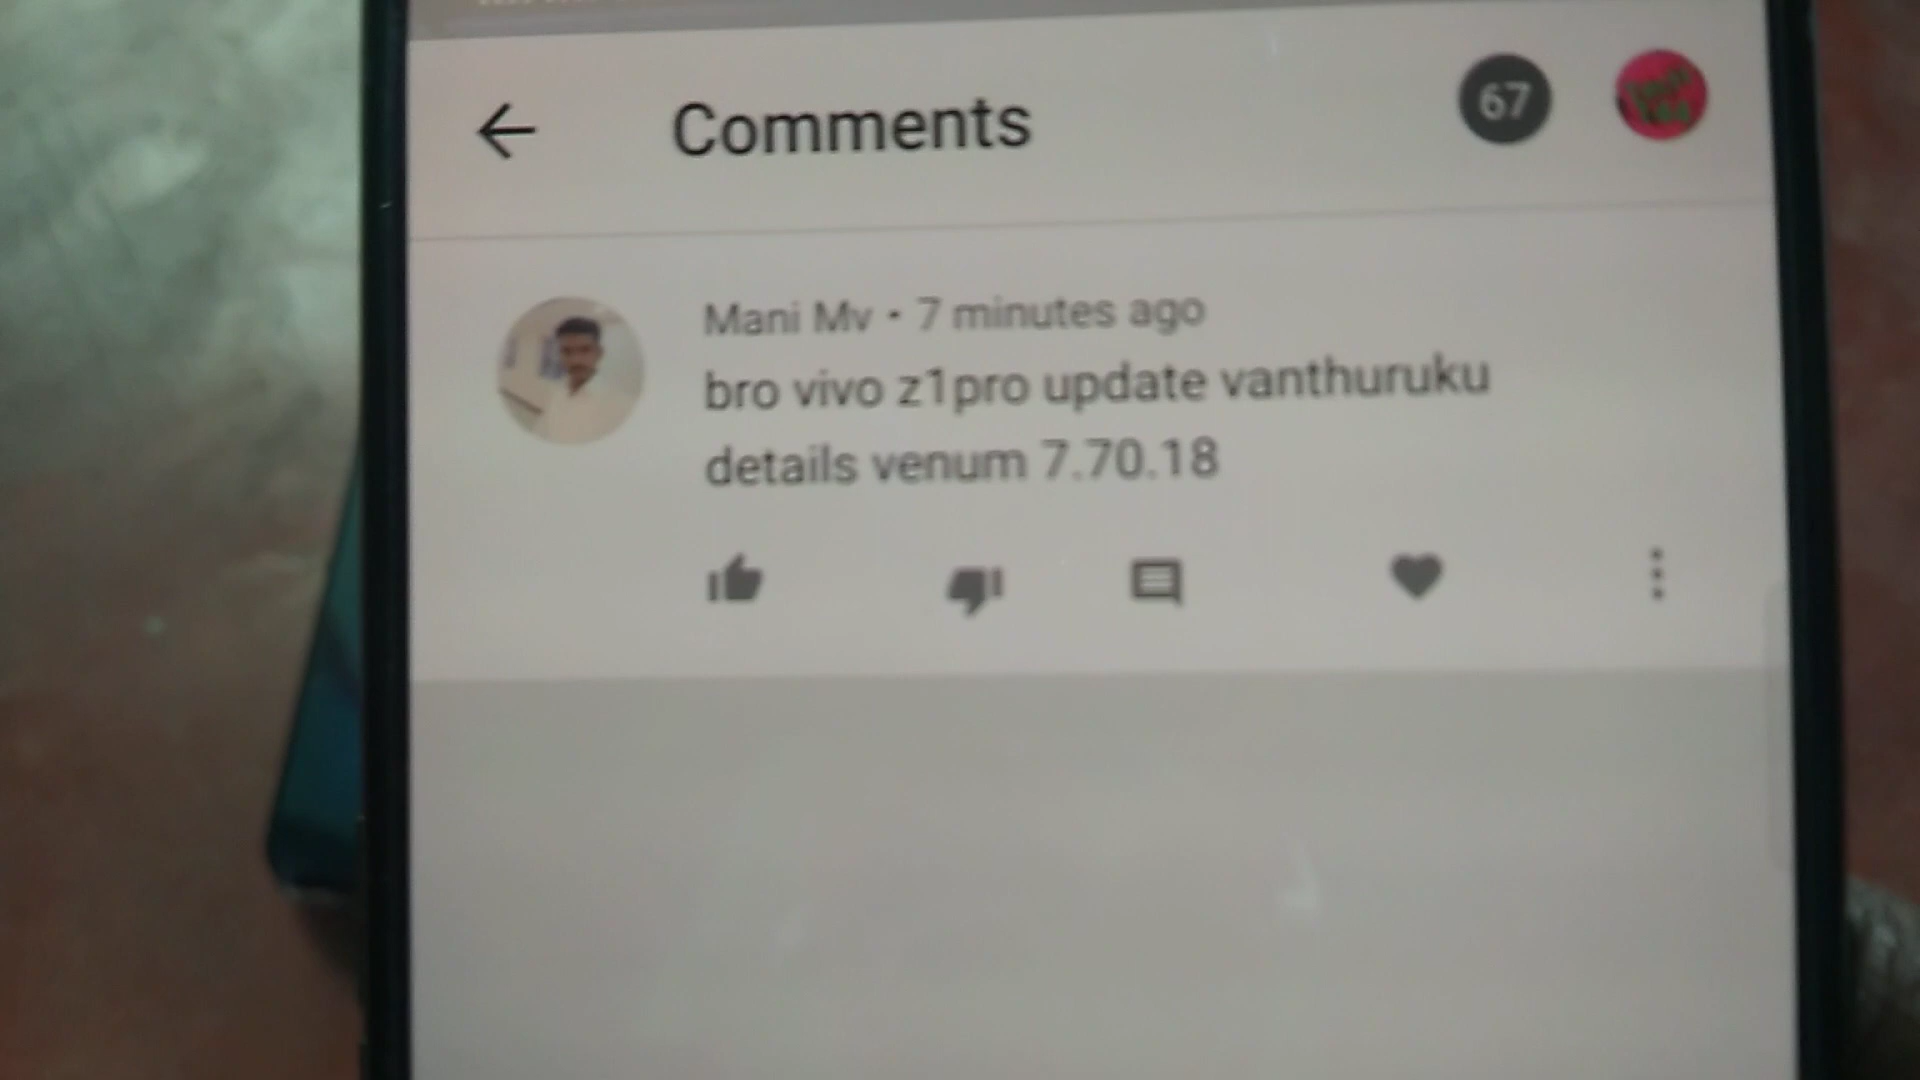 Comments
67
Mani Mv • 7 minutes ago
bro vivo z1pro update vanthuruku
details venum 7.70.18